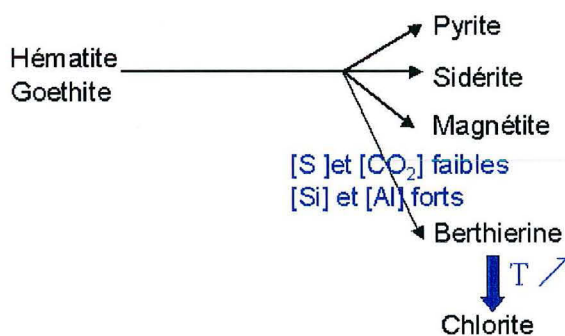 Hématite
Goethite
Pyrite
Sidérite
Magnétite
[S ]et [CO₂] faibles
[Si] et [Al] forts
Berthierine
T
Chlorite